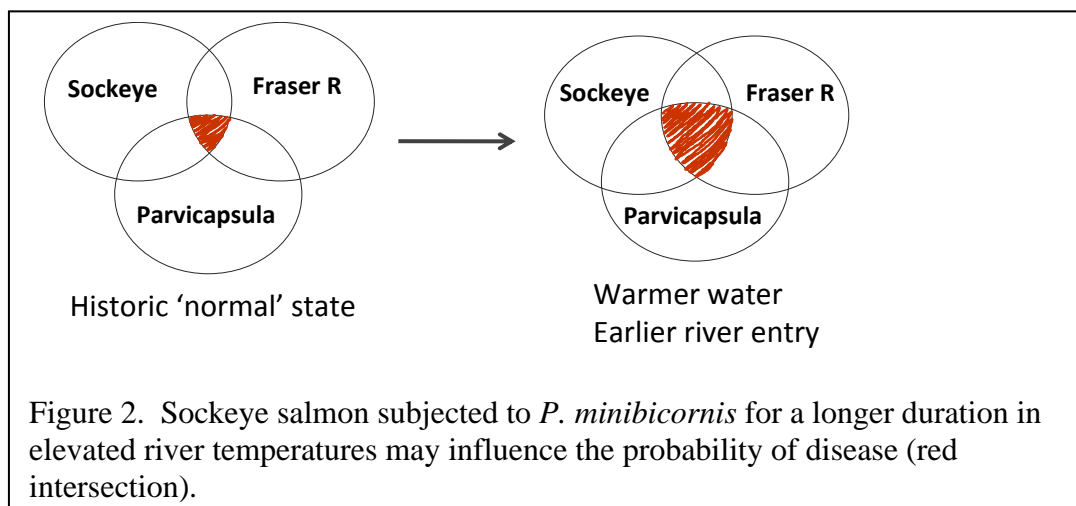 Sockeye
Fraser R
Parvicapsula
Historic ‘normal’ state
Sockeye
Fraser R
Parvicapsula
Warmer water
Earlier river entry
Figure 2.  Sockeye salmon subjected to P. minibicornis for a longer duration in
elevated river temperatures may influence the probability of disease (red
intersection).